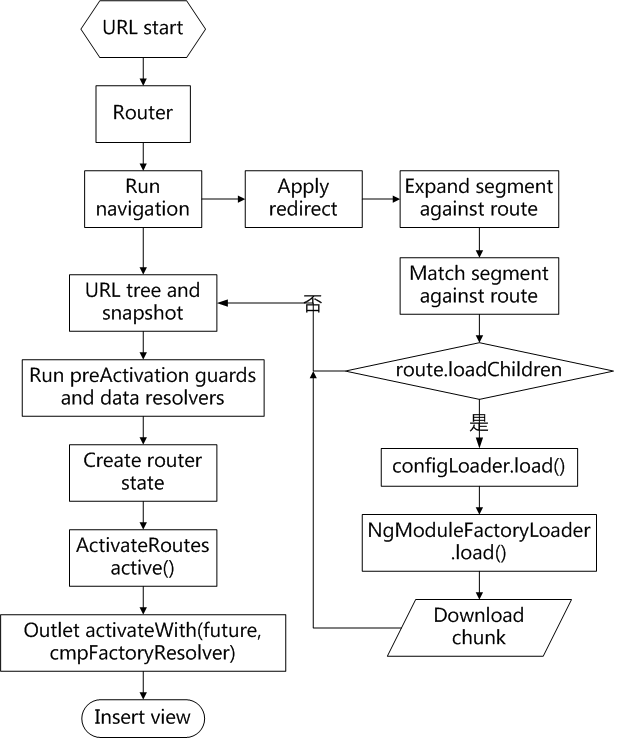 URL start
Router
Run
navigation
Apply
redirect
Expand segment
against route
Match segment
against route
URL tree and
snapshot
否
route.loadChildren
Run preActivation guards
and data resolvers
是
configLoader.load()
Create router
state
NgModuleFactoryLoader
.load()
ActivateRoutes
active()
Download
chunk
Outlet activateWith(future,
cmpFactoryResolver)
Insert view